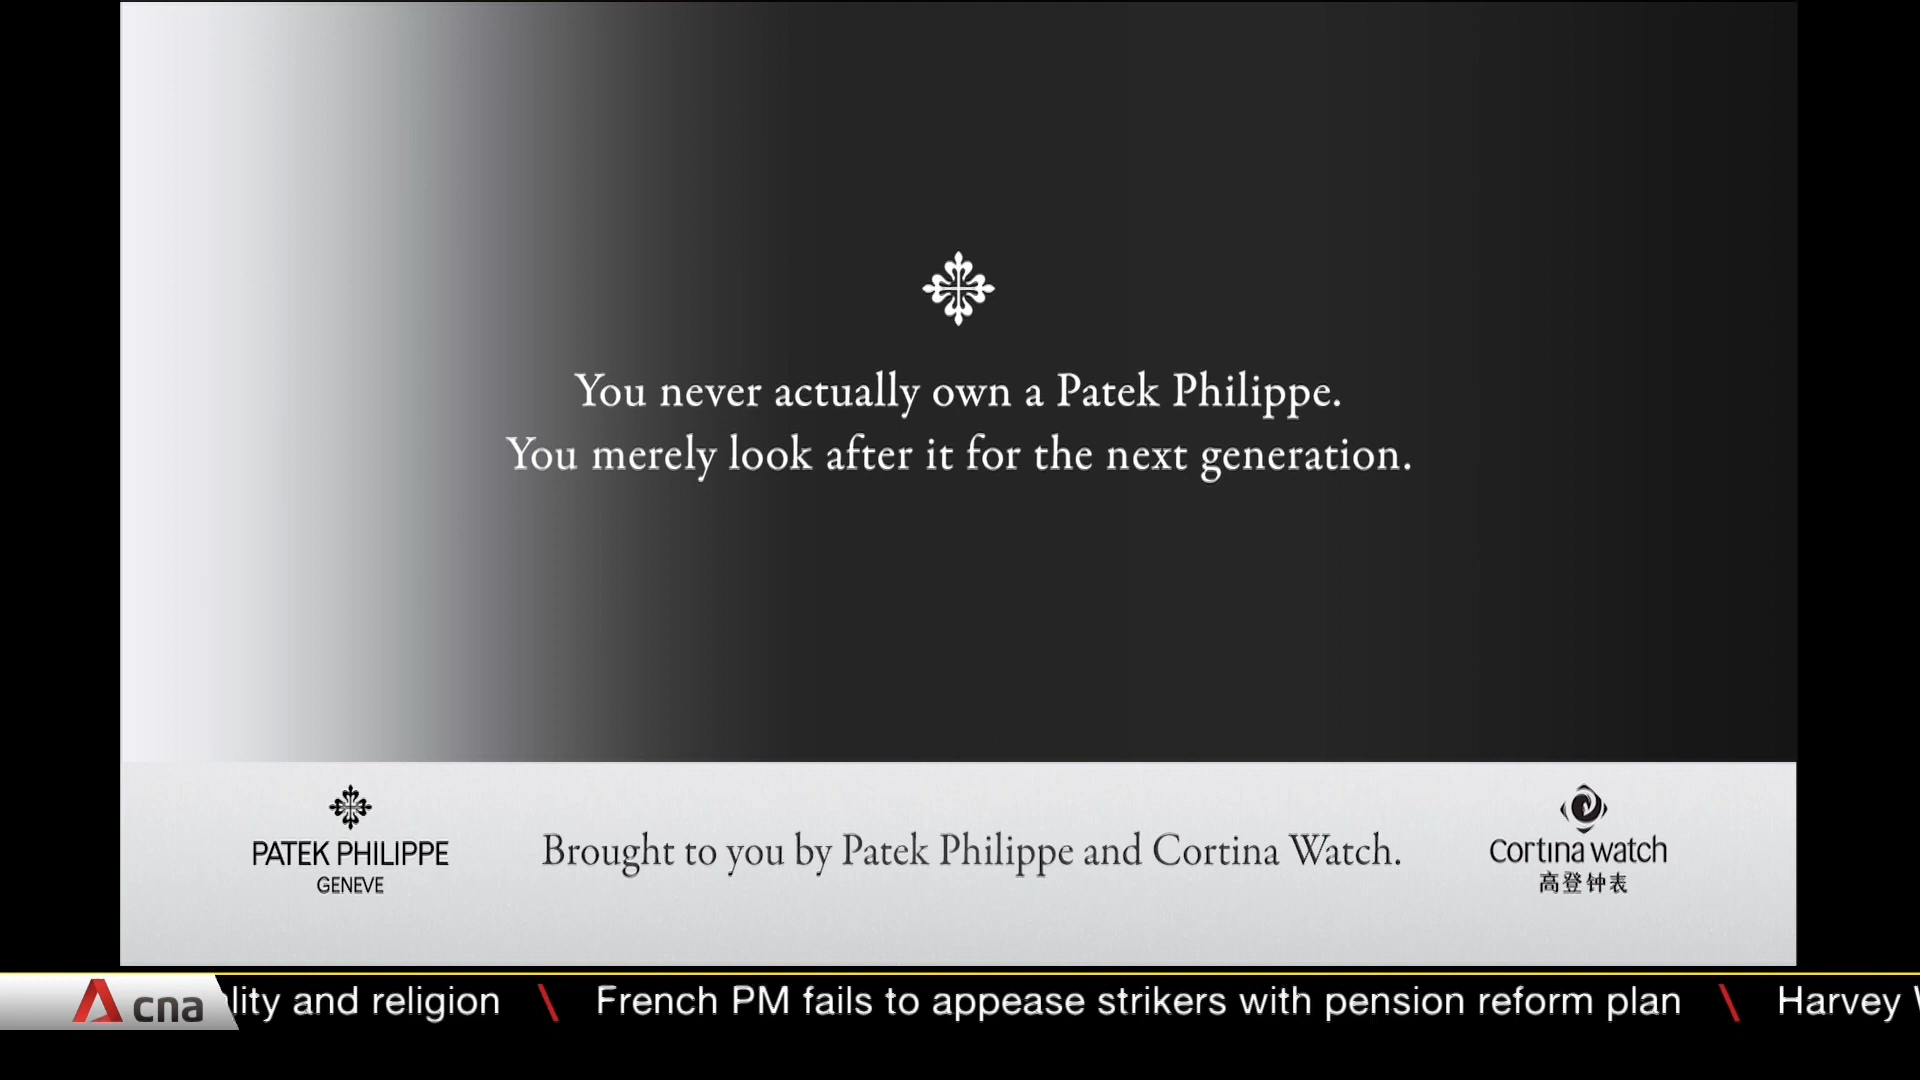 You never actually own a Patek Philippe.
You merely look after it for the next generation.
PATEK PHILIPPE
GENEVE
Brought to you by Patek Philippe and Cortina Watch.
Cortina watch
高登钟表
cna
lity and religion \ French PM fails to appease strikers with pension reform plan \ Harvey